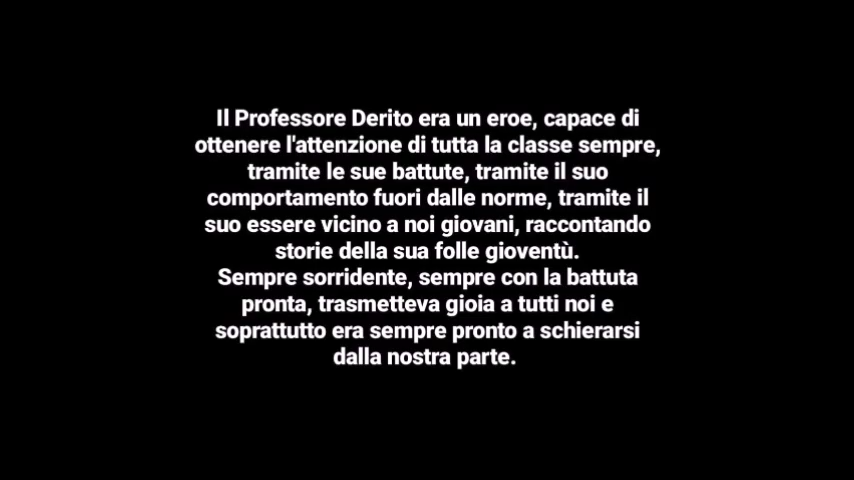 Il Professore Derito era un eroe, capace di
ottenere l'attenzione di tutta la classe sempre,
tramite le sue battute, tramite il suo
comportamento fuori dalle norme, tramite il
suo essere vicino a noi giovani, raccontando
storie della sua folle gioventù.
Sempre sorridente, sempre con la battuta
pronta, trasmetteva gioia a tutti noi e
soprattutto era sempre pronto a schierarsi
dalla nostra parte.